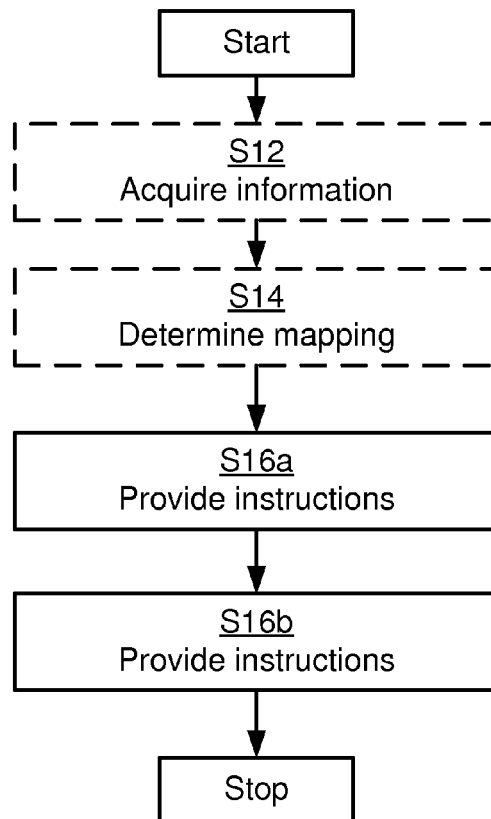 Start
S12
Acquire information
S14
Determine mapping
S16a
Provide instructions
S16b
Provide instructions
Stop